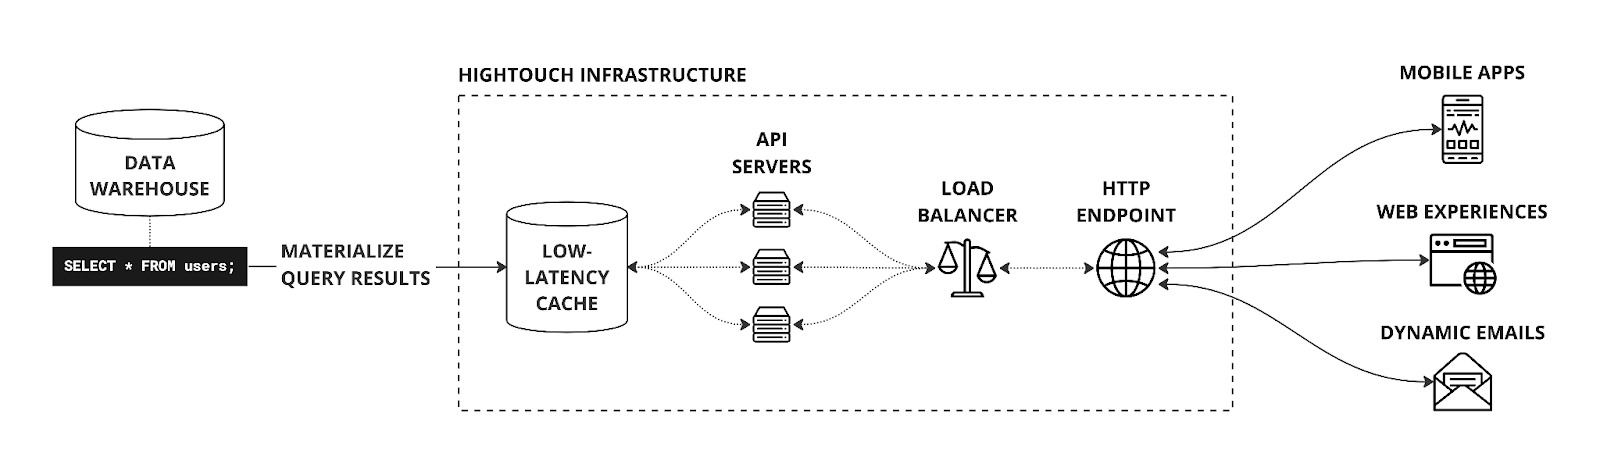 HIGHTOUCH INFRASTRUCTURE
DATA
WAREHOUSE
SELECT * FROM users;
MATERIALIZE
QUERY RESULTS
LOW-
LATENCY
CACHE
API
SERVERS
LOAD
BALANCER
HTTP
ENDPOINT
MOBILE APPS
WEB EXPERIENCES
DYNAMIC EMAILS